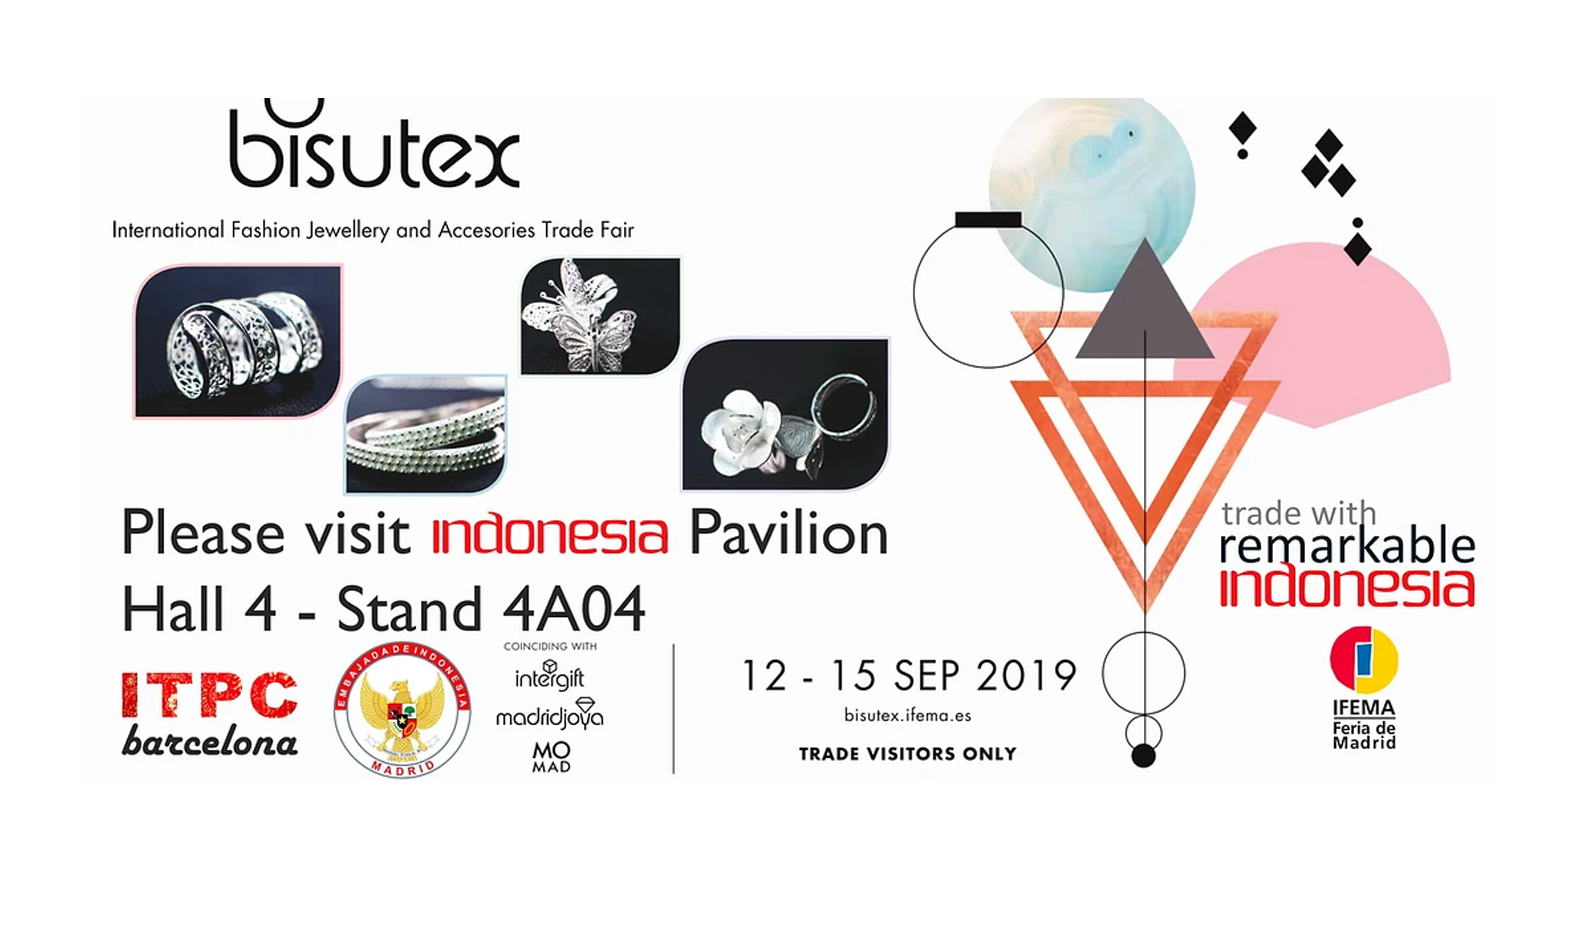 bisutex
International Fashion Jewellery and Accesories Trade Fair
Please visit indonesia Pavilion
Hall 4 - Stand 4A04
ITPC
barcelona
EMBAJADA DE INDONESIA
MADRID
COINCIDING WITH
intergift
madridjoya
MO
MAD
12 - 15 SEP 2019
bisutex.ifema.es
TRADE VISITORS ONLY
trade with
remarkable
indonesia
IFEMA
Feria de
Madrid